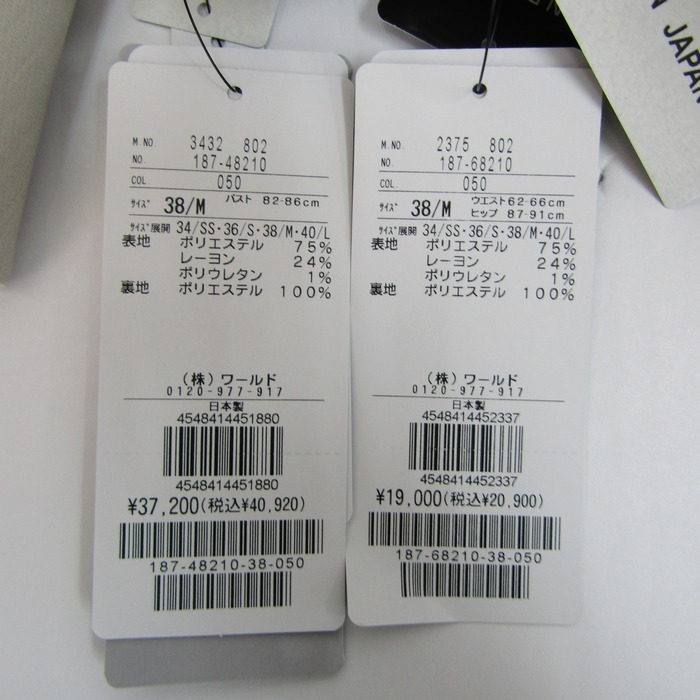 M.NO. 3432 802
NO. 187-48210
COL. 050
ｻｲｽﾞ 38/M バスト 82-86cm
ｻｲｽﾞ展開 34/SS・36/S・38/M・40/L
表地 ポリエステル 75%
レーヨン 24%
ポリウレタン 1%
裏地 ポリエステル 100%
(株)ワールド
0120-977-917
日本製
4548414451880
4548414451880
¥37,200(税込¥40,920)
187-48210-38-050
M.NO. 2375 802
NO. 187-68210
COL. 050
ｻｲｽﾞ 38/M ウエスト62-66cm
ヒップ 87-91cm
ｻｲｽﾞ展開 34/SS・36/S・38/M・40/L
表地 ポリエステル 75%
レーヨン 24%
ポリウレタン 1%
裏地 ポリエステル 100%
(株)ワールド
0120-977-917
日本製
4548414452337
4548414452337
¥19,000(税込¥20,900)
187-68210-38-050
N JAPAN